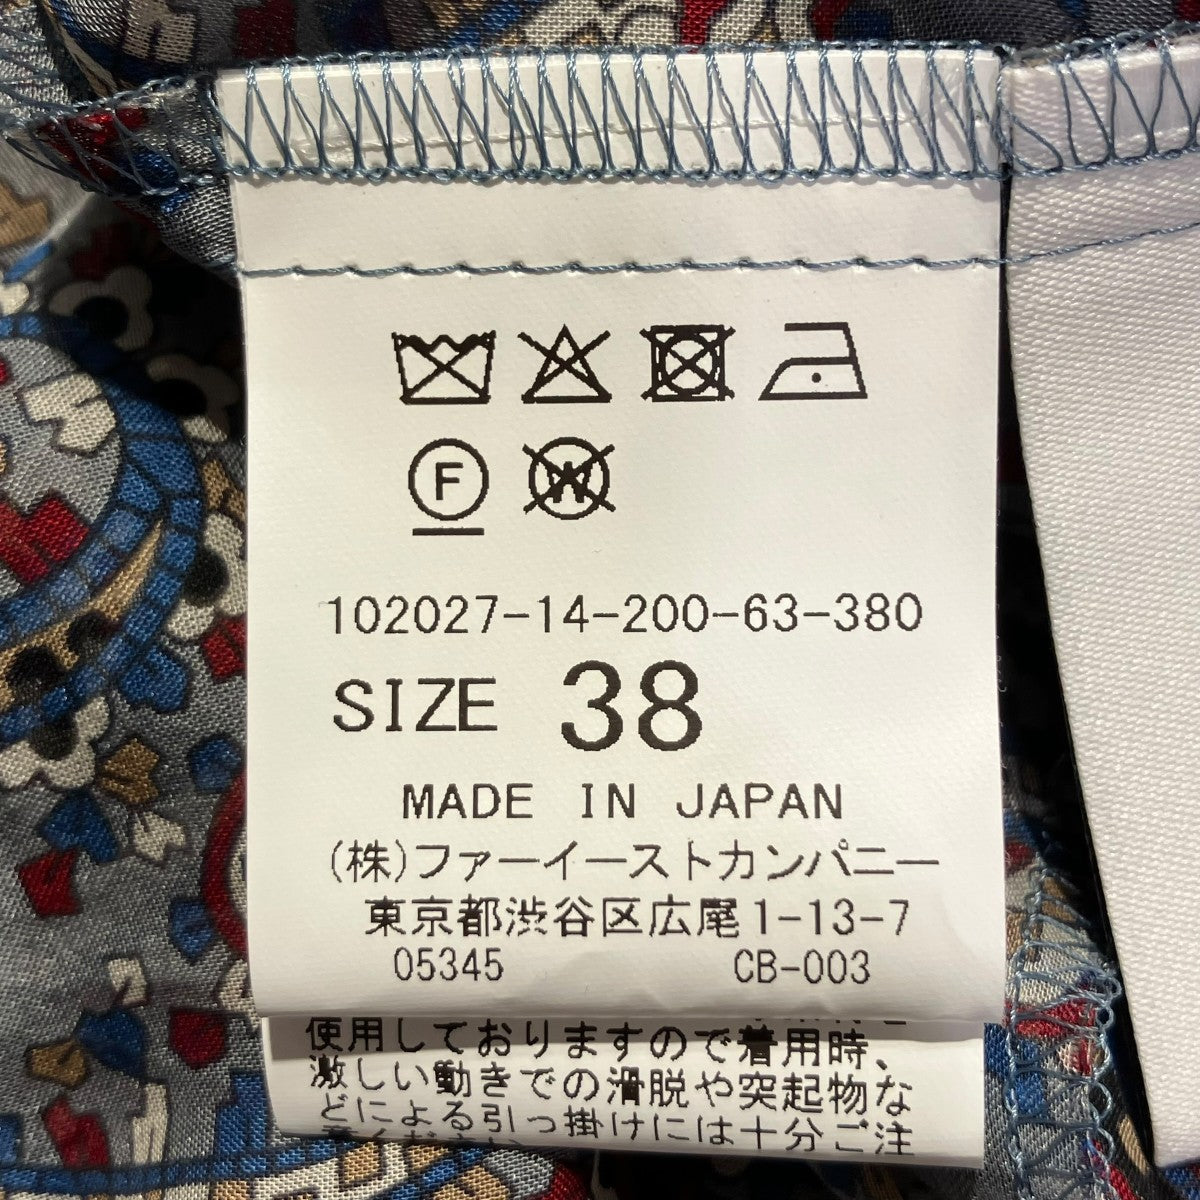 F
W
102027-14-200-63-380
SIZE 38
MADE IN JAPAN
(株)ファーイーストカンパニー
東京都渋谷区広尾1-13-7
05345 CB-003
使用しておりますので着用時、
激しい動きでの滑脱や突起物な
どによる引っ掛けには十分ご注